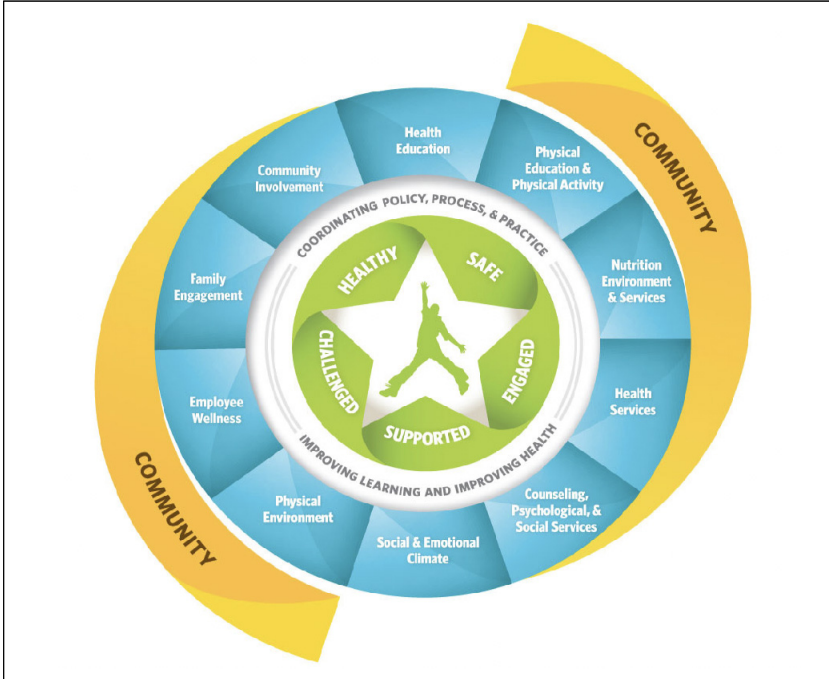 COMMUNITY
Health
Education
Physical
Education &
Physical Activity
Nutrition
Environment
& Services
Health
Services
Counseling,
Psychological, &
Social Services
Social & Emotional
Climate
Physical
Environment
Employee
Wellness
Family
Engagement
Community
Involvement
COORDINATING POLICY, PROCESS, & PRACTICE
IMPROVING LEARNING AND IMPROVING HEALTH
HEALTHY
SAFE
ENGAGED
SUPPORTED
CHALLENGED
COMMUNITY